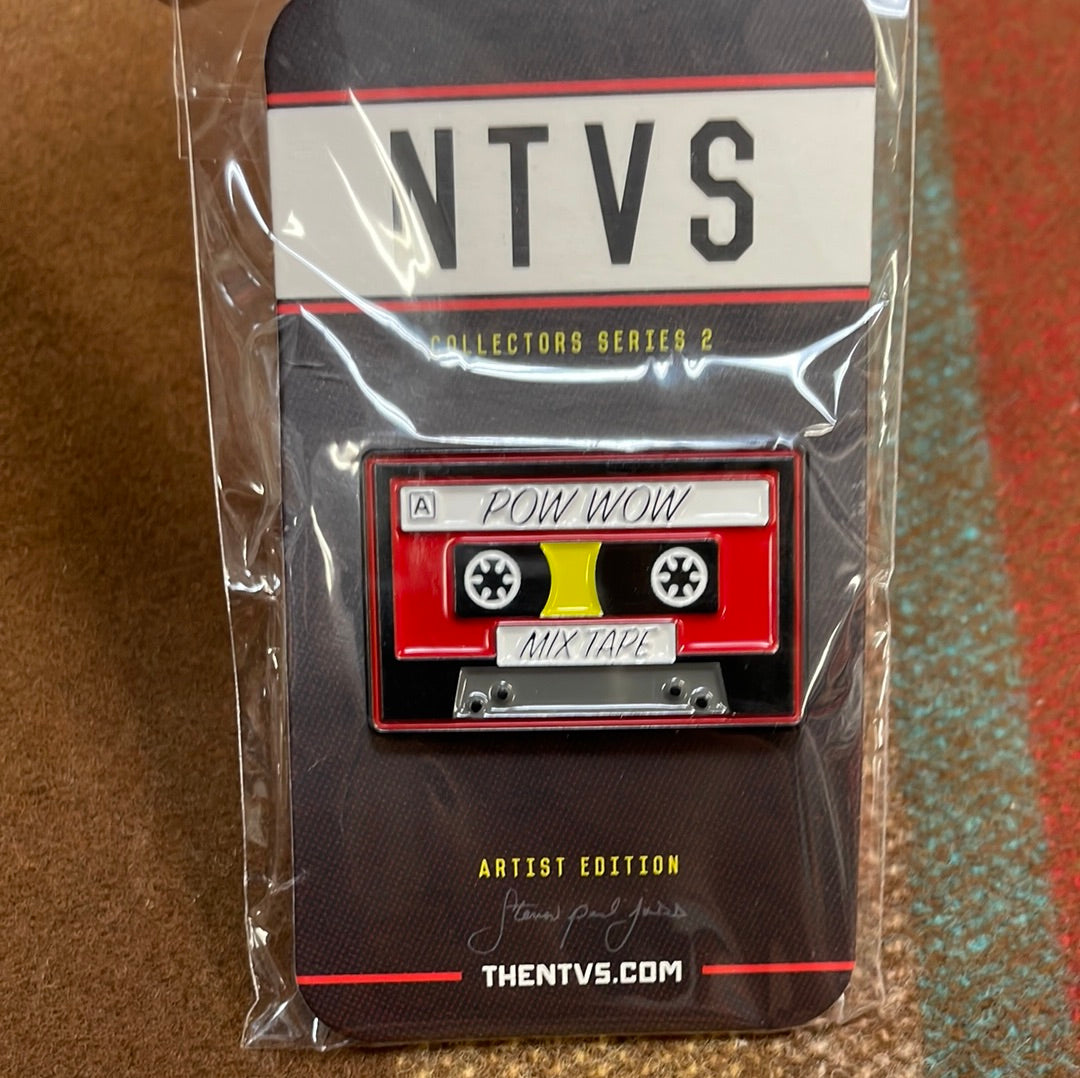 NTVS
COLLECTORS SERIES 2
A POW WOW
MIX TAPE
ARTIST EDITION
THENTVS.COM